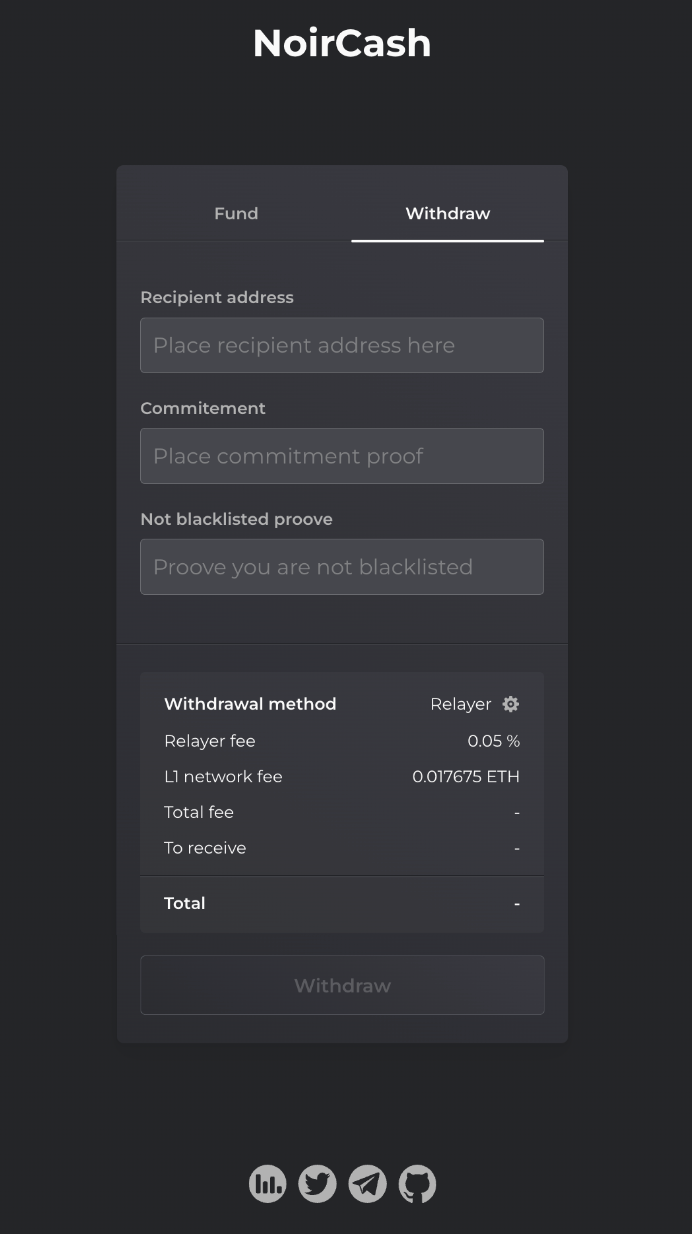 NoirCash
Fund Withdraw
Recipient address
Place recipient address here
Commitement
Place commitment proof
Not blacklisted proove
Proove you are not blacklisted
Withdrawal method Relayer
Relayer fee 0.05 %
L1 network fee 0.017675 ETH
Total fee -
To receive -
Total -
Withdraw